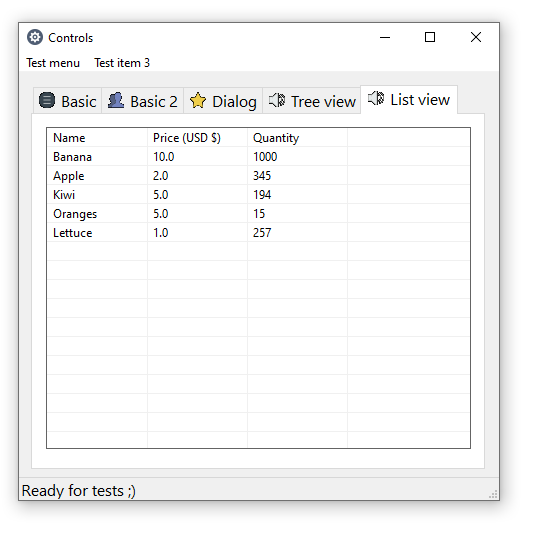 Controls
Test menu Test item 3
Basic Basic 2 Dialog Tree view List view
Name Price (USD $) Quantity
Banana 10.0 1000
Apple 2.0 345
Kiwi 5.0 194
Oranges 5.0 15
Lettuce 1.0 257
Ready for tests ;)